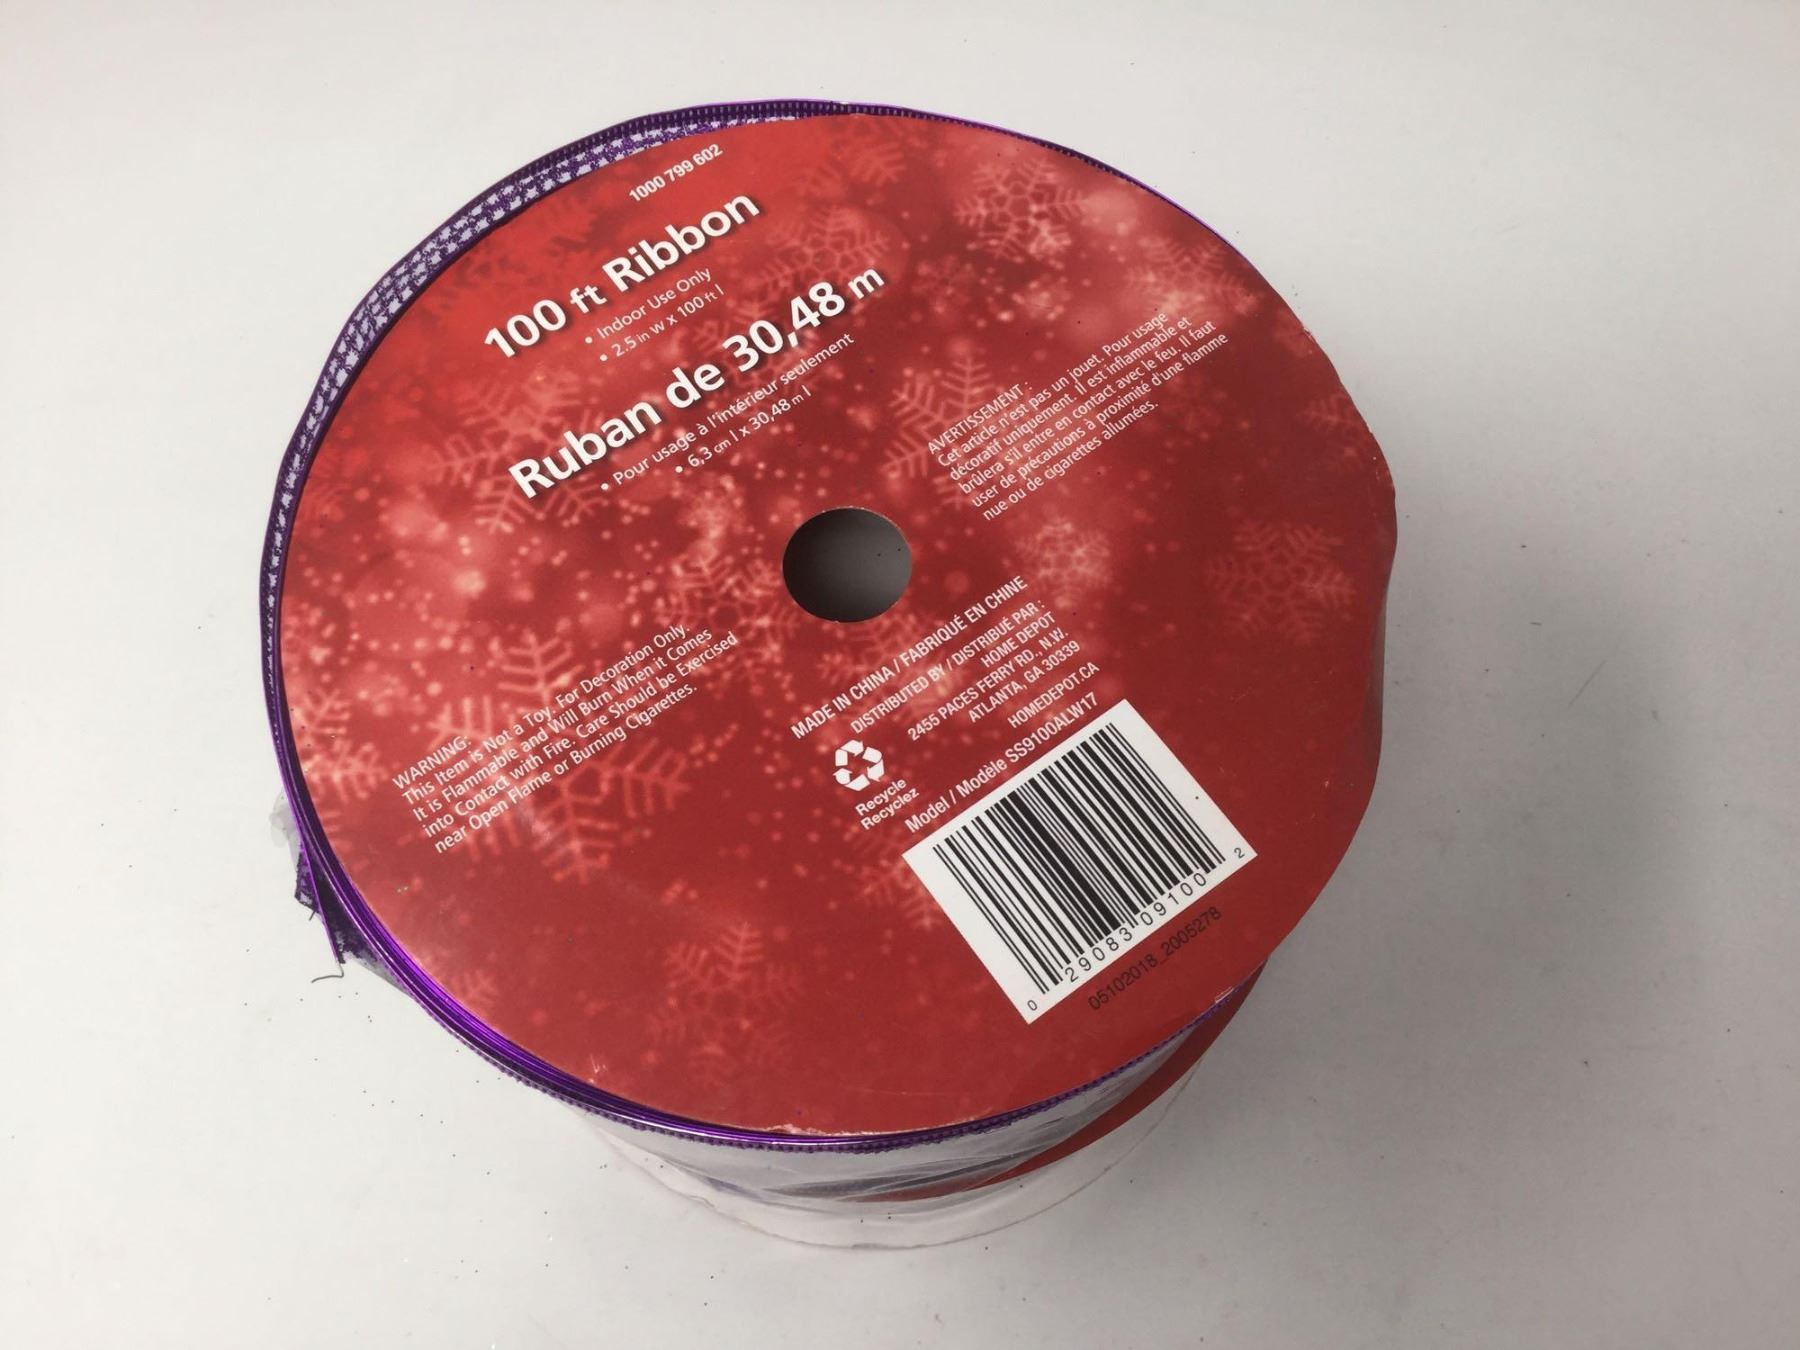 1000 799 602
100 ft Ribbon
• Indoor Use Only
• 2.5 in w x 100 ft l
Ruban de 30,48 m
• Pour usage à l'intérieur seulement
• 6,3 cm l x 30,48 m l
AVERTISSEMENT :
Cet article n'est pas un jouet. Pour usage
décoratif uniquement. Il est inflammable et
brûlera s'il entre en contact avec le feu. Il faut
user de précautions à proximité d'une flamme
nue ou de cigarettes allumées.
WARNING:
This Item is Not a Toy. For Decoration Only.
It is Flammable and Will Burn When it Comes
into Contact with Fire. Care Should be Exercised
near Open Flame or Burning Cigarettes.
MADE IN CHINA / FABRIQUÉ EN CHINE
DISTRIBUTED BY / DISTRIBUÉ PAR :
HOME DEPOT
2455 PACES FERRY RD., N.W.
ATLANTA, GA 30339
HOMEDEPOT.CA
Recycle
Recyclez
Model / Modèle SS9100ALW17
0 29083 09100 2
05102018_2005278